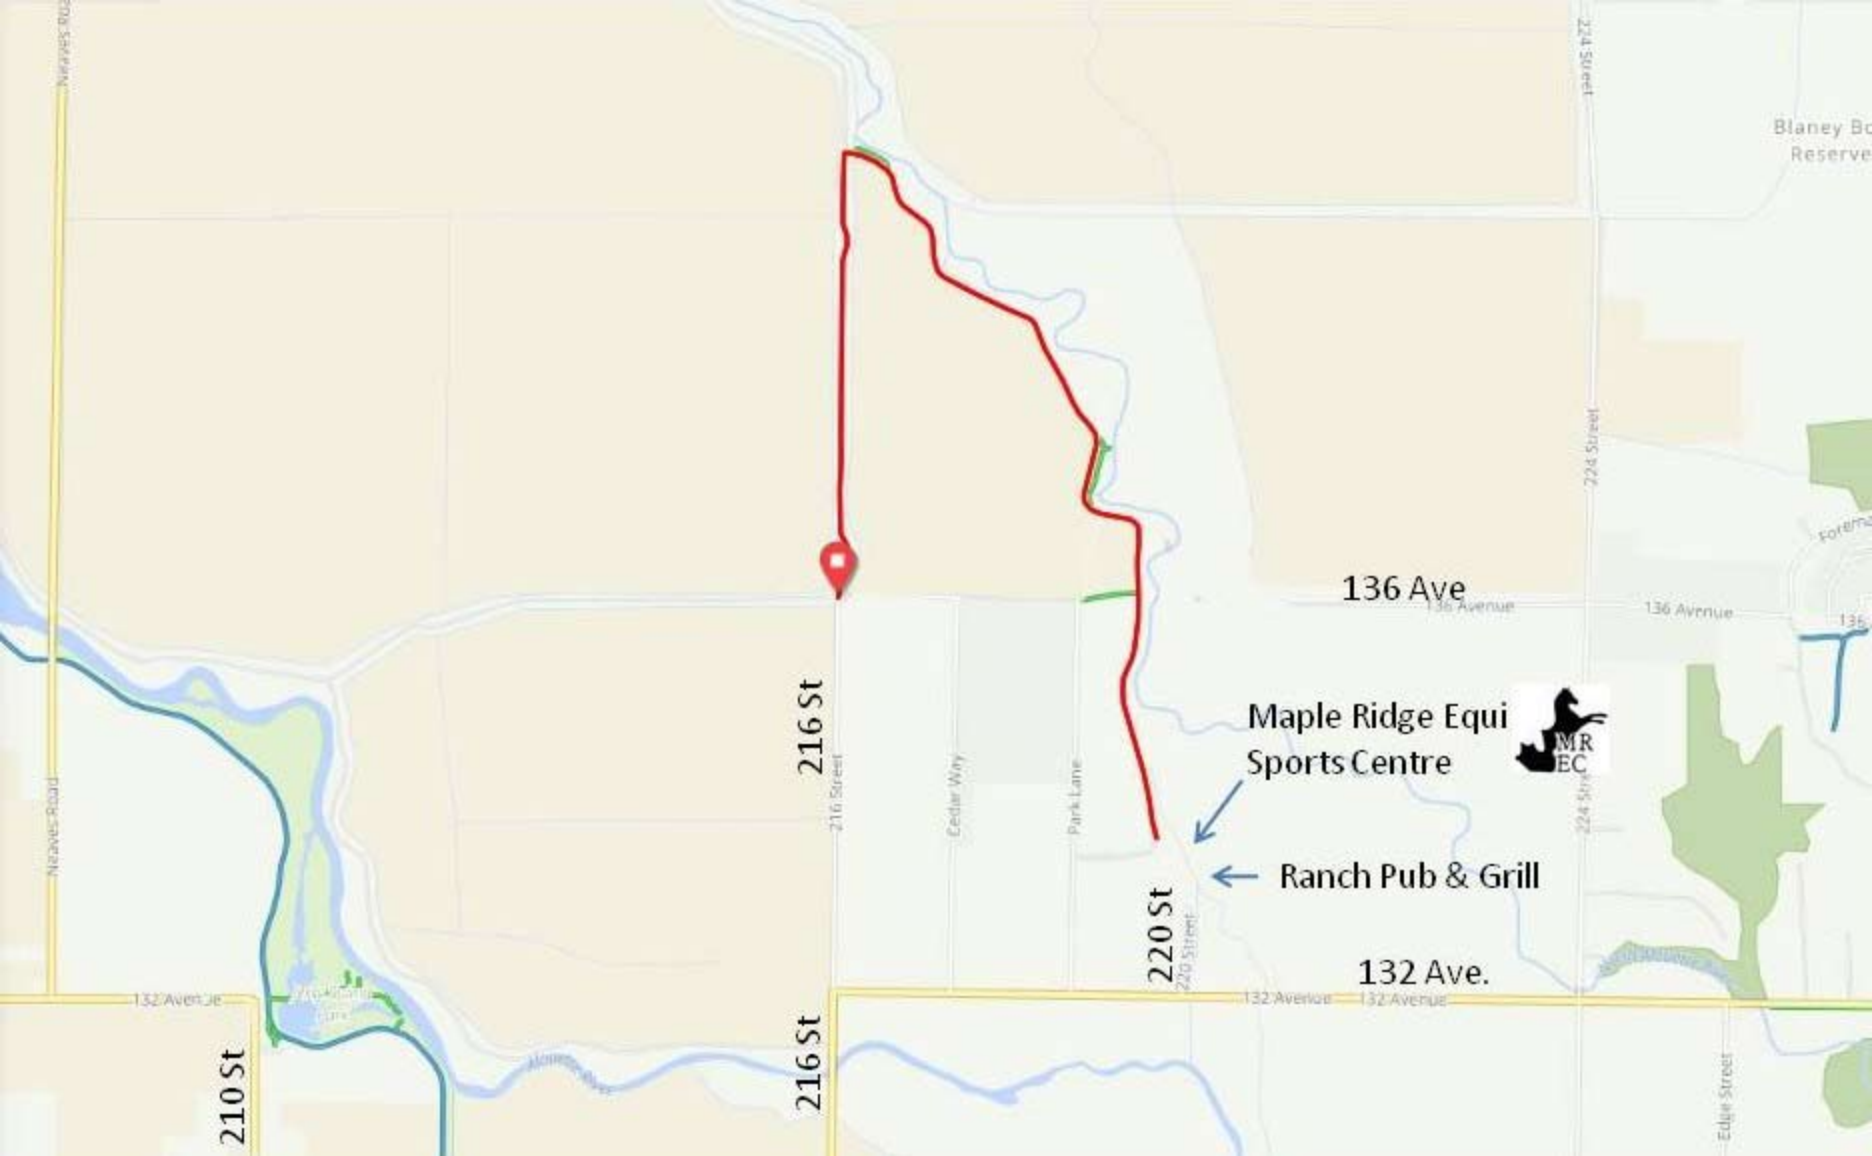 Neaves Road
224 Street
Blaney Bo
Reserve
224 Street
Forema
136 Ave
136 Avenue
136 Avenue
136
216 St
Maple Ridge Equi
Sports Centre
MR
EC
216 Street
Cedar Way
Park Lane
224 Stre
Neaves Road
Ranch Pub & Grill
220 St
220 Street
132 Ave.
132 Avenue
132 Avenue
132 Avenue
210 St
216 St
Alouette River
Edge Street